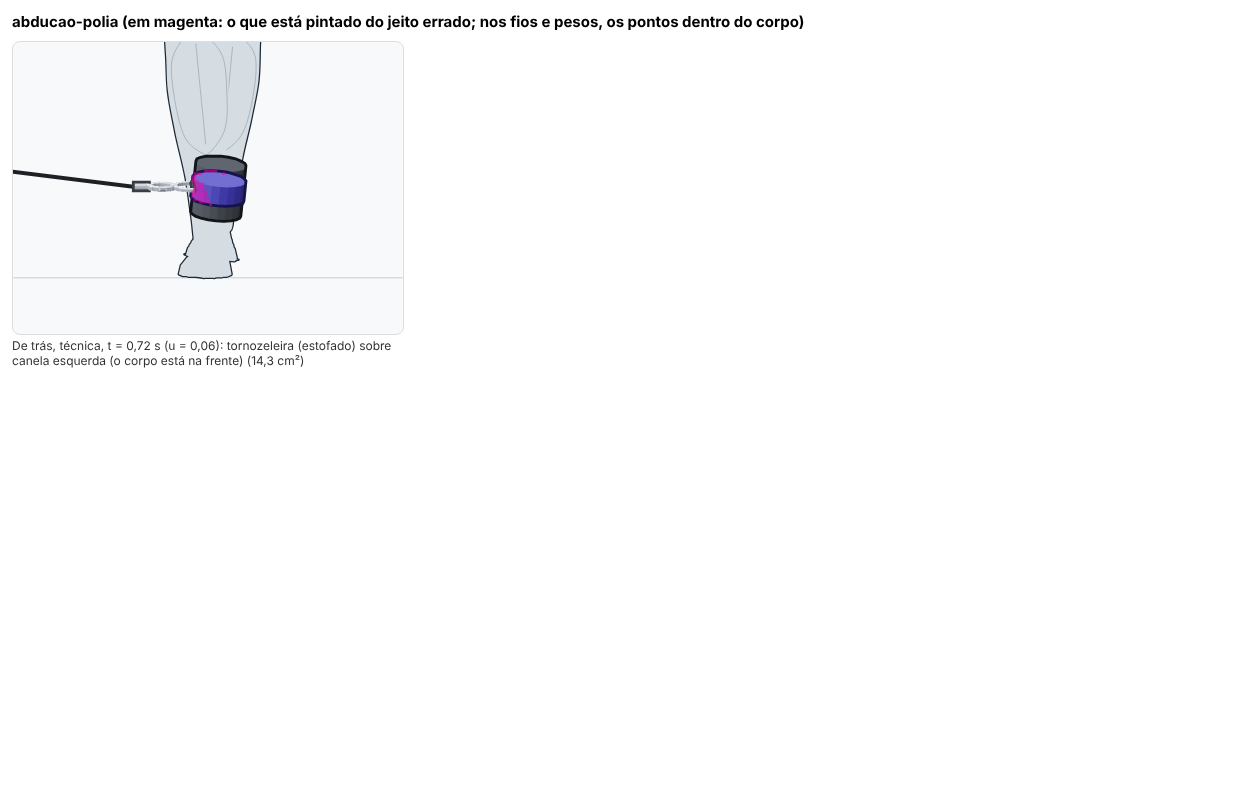 abducao-polia (em magenta: o que está pintado do jeito errado; nos fios e pesos, os pontos dentro do corpo)
De trás, técnica, t = 0,72 s (u = 0,06): tornozeleira (estofado) sobre
canela esquerda (o corpo está na frente) (14,3 cm²)